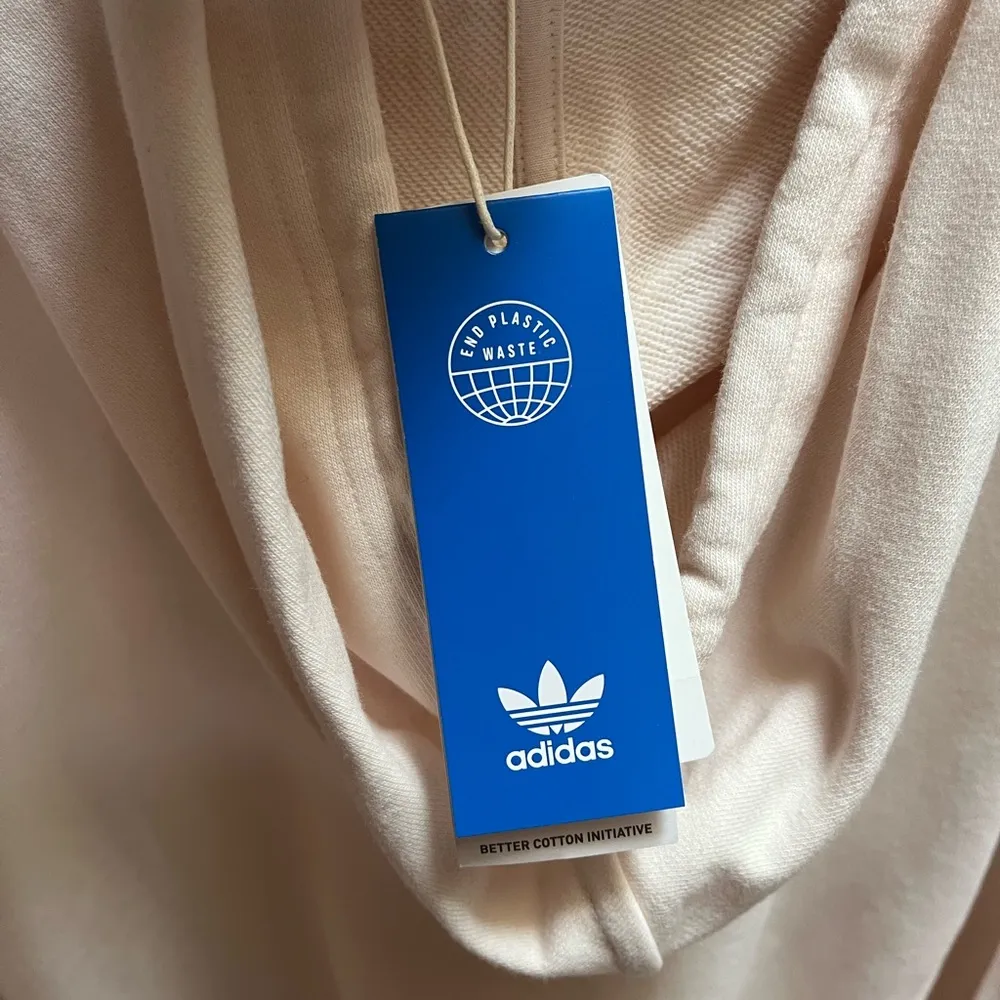 END PLASTIC
WASTE
adidas
BETTER COTTON INITIATIVE